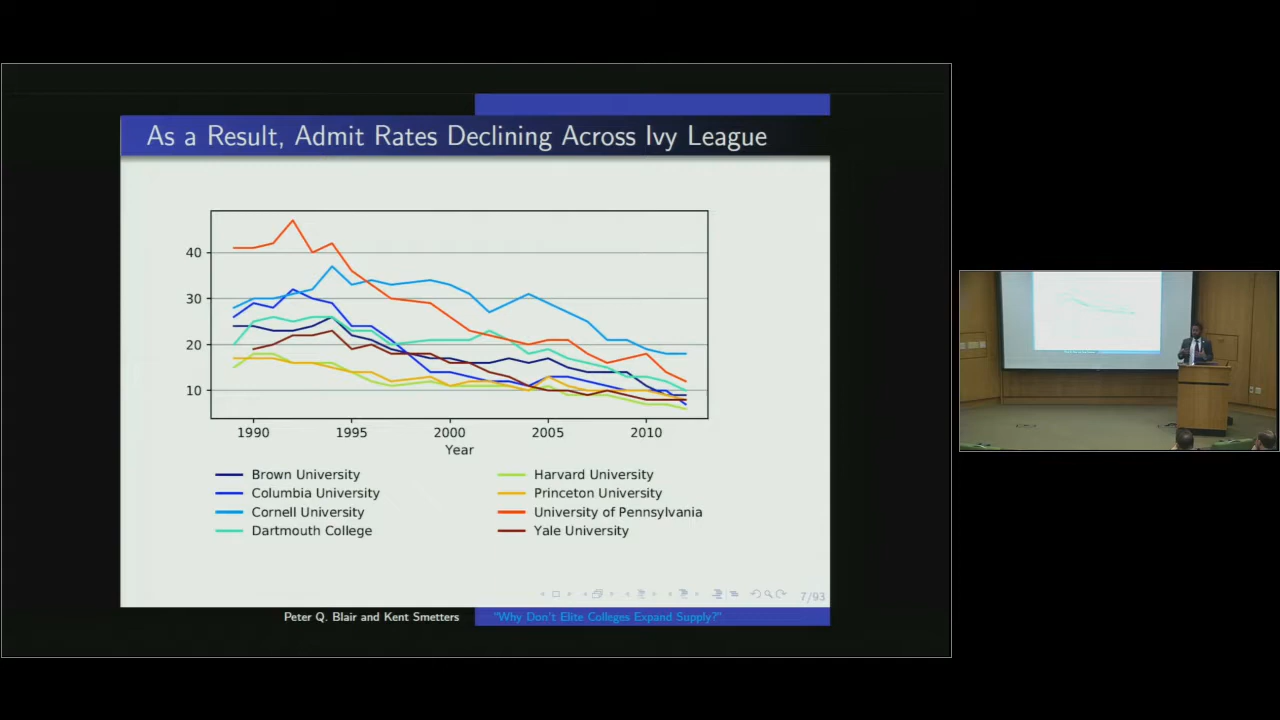 As a Result, Admit Rates Declining Across Ivy League
40
30
20
10
1990 1995 2000 2005 2010
Year
Brown University
Columbia University
Cornell University
Dartmouth College
Harvard University
Princeton University
University of Pennsylvania
Yale University
7/93
Peter Q. Blair and Kent Smetters
"Why Don't Elite Colleges Expand Supply?"